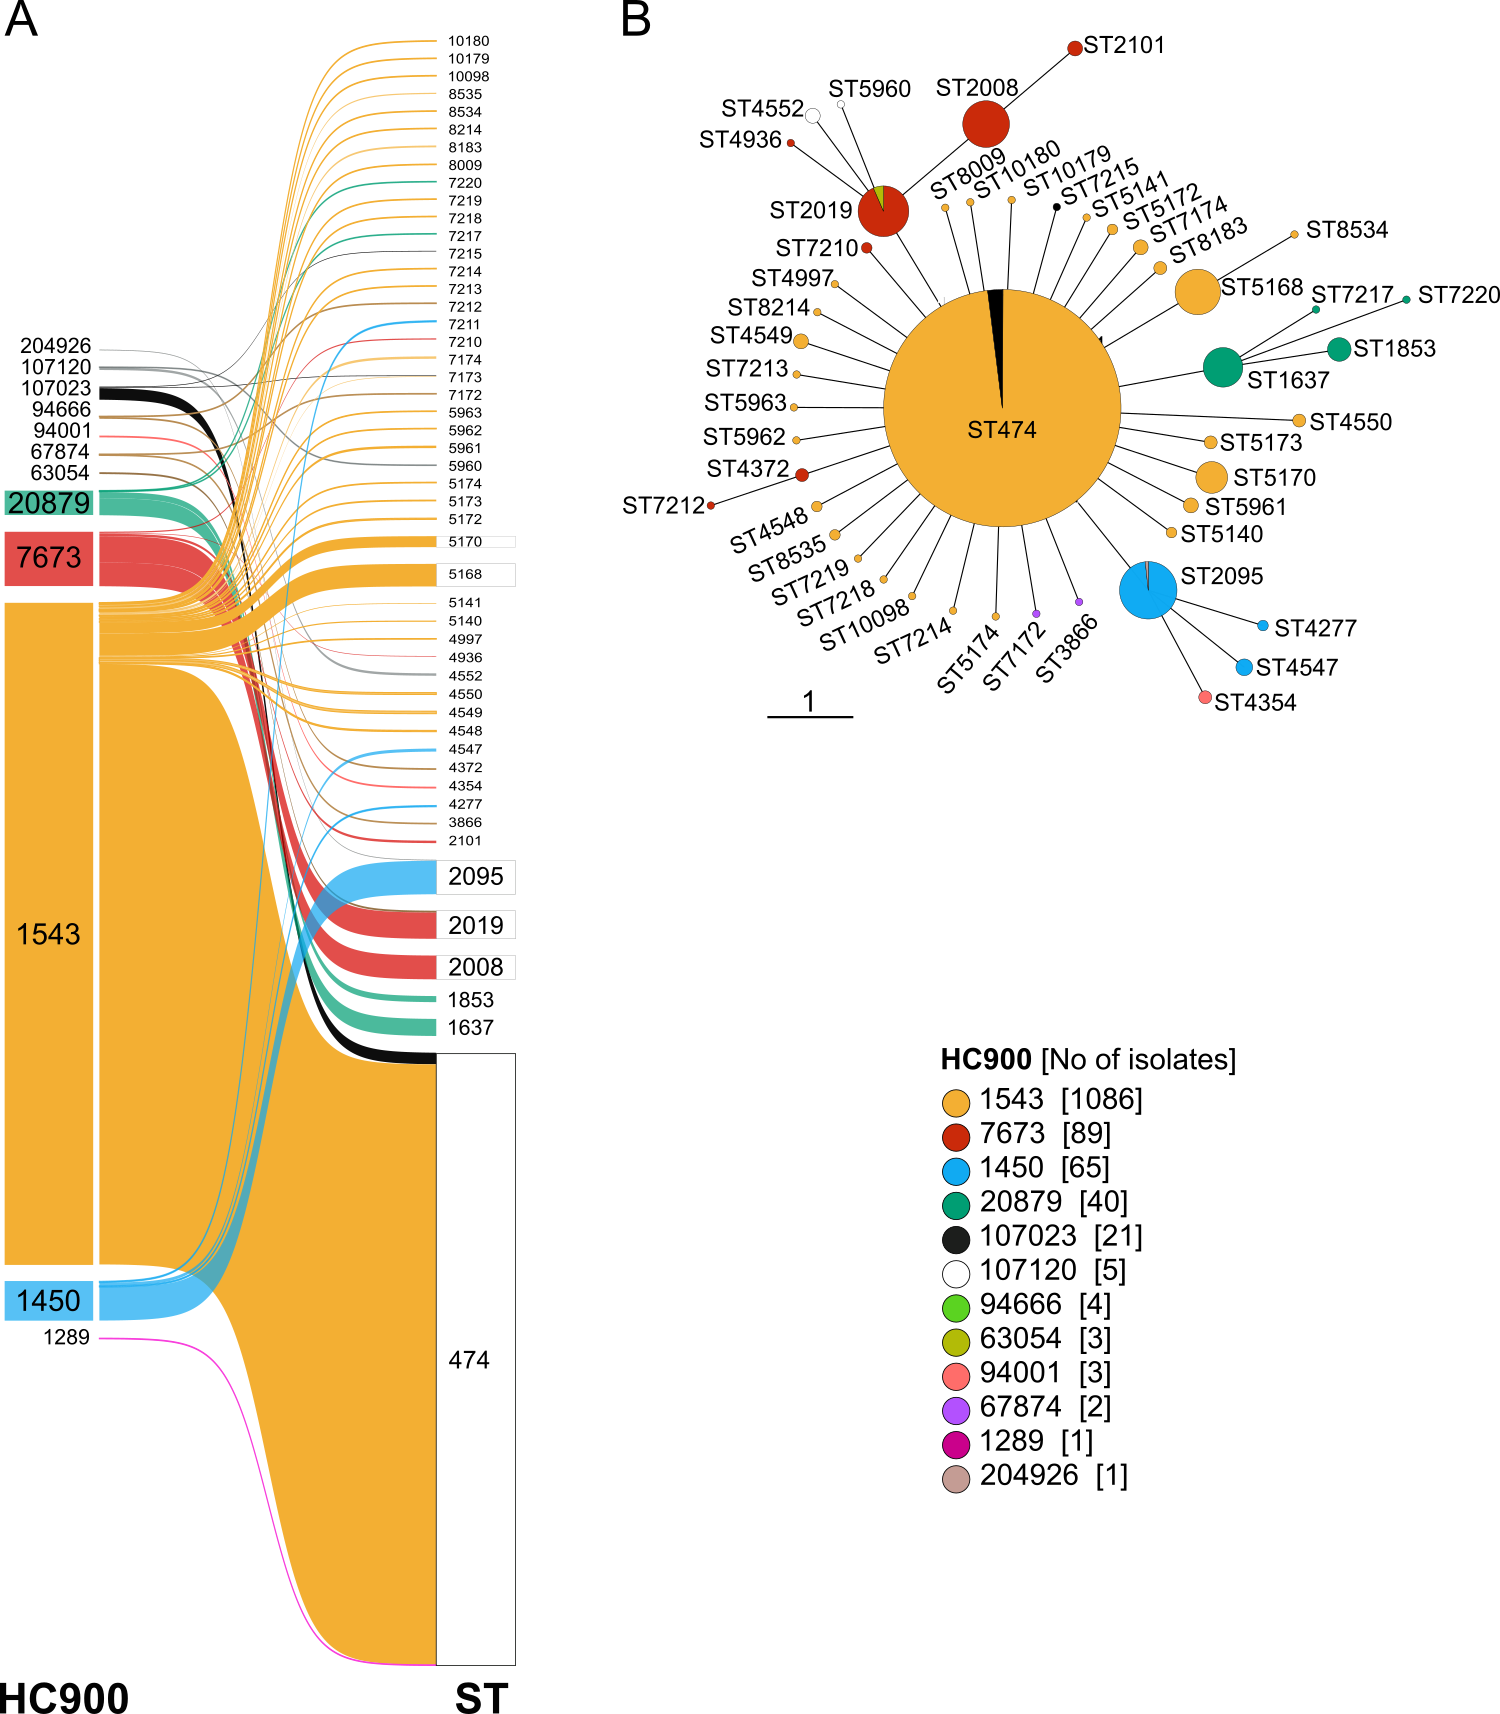 A
10180
10179
10098
8535
8534
8214
8183
8009
7220
7219
7218
7217
7215
7214
7213
7212
7211
7210
7174
7173
7172
5963
5962
5961
5960
5174
5173
5172
5170
5168
5141
5140
4997
4936
4552
4550
4549
4548
4547
4372
4354
4277
3866
2101
2095
2019
2008
1853
1637
474
204926
107120
107023
94666
94001
67874
63054
20879
7673
1543
1450
1289
HC900
ST
B
ST2101
ST2008
ST5960
ST4552
ST4936
ST2019
ST7210
ST4997
ST8214
ST4549
ST7213
ST5963
ST5962
ST4372
ST7212
ST4548
ST8535
ST7219
ST7218
ST10098
ST7214
ST5174
ST7172
ST3866
ST8009
ST10180
ST10179
ST7215
ST5141
ST5172
ST7174
ST8183
ST8534
ST5168
ST7217
ST7220
ST1853
ST1637
ST4550
ST5173
ST5170
ST5961
ST5140
ST2095
ST4277
ST4547
ST4354
ST474
1
HC900 [No of isolates]
1543 [1086]
7673 [89]
1450 [65]
20879 [40]
107023 [21]
107120 [5]
94666 [4]
63054 [3]
94001 [3]
67874 [2]
1289 [1]
204926 [1]